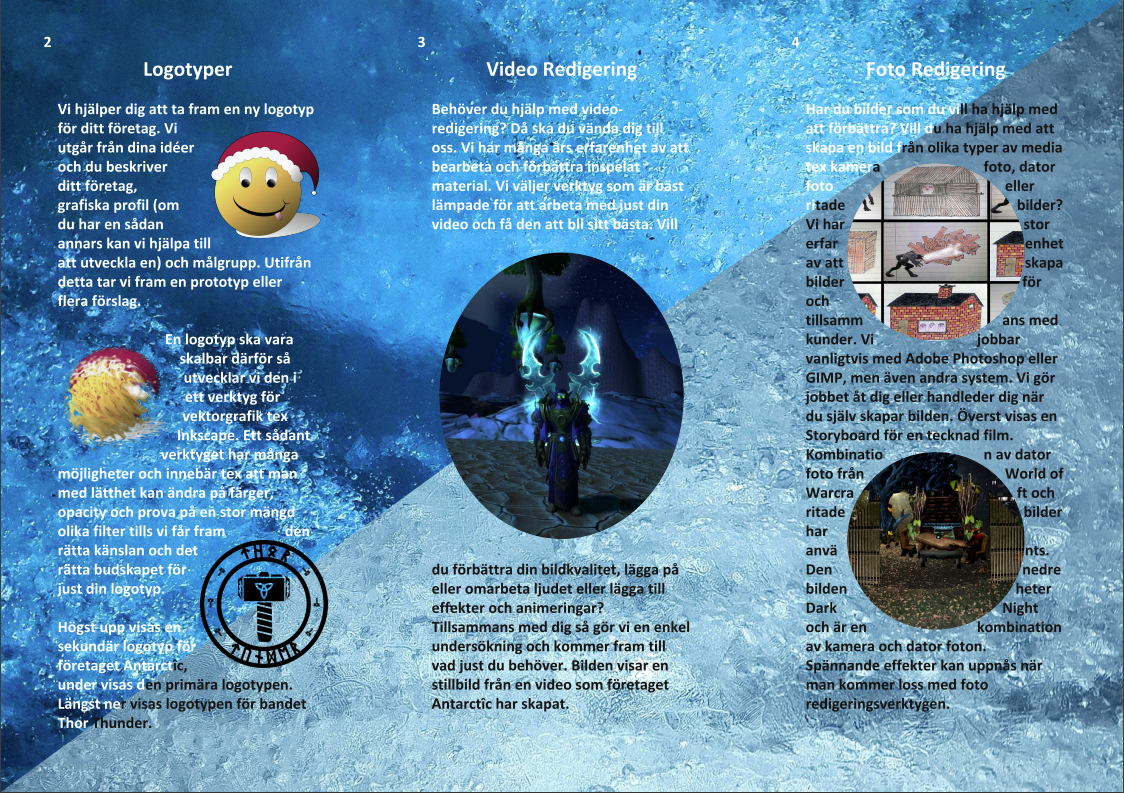 2
Logotyper
Vi hjälper dig att ta fram en ny logotyp
för ditt företag. Vi
utgår från dina idéer
och du beskriver
ditt företag,
grafiska profil (om
du har en sådan
annars kan vi hjälpa till
att utveckla en) och målgrupp. Utifrån
detta tar vi fram en prototyp eller
flera förslag.
En logotyp ska vara
skalbar därför så
utvecklar vi den i
ett verktyg för
vektorgrafik tex
Inkscape. Ett sådant
verktyget har många
möjligheter och innebär tex att man
med lätthet kan ändra på färger,
opacity och prova på en stor mängd
olika filter tills vi får fram den
rätta känslan och det
rätta budskapet för
just din logotyp.
THOR
TUNDER
Högst upp visas en
sekundär logotyp för
företaget Antarctic,
under visas den primära logotypen.
Längst ner visas logotypen för bandet
Thor Thunder.
3
Video Redigering
Behöver du hjälp med video-
redigering? Då ska du vända dig till
oss. Vi har många års erfarenhet av att
bearbeta och förbättra inspelat
material. Vi väljer verktyg som är bäst
lämpade för att arbeta med just din
video och få den att bli sitt bästa. Vill
du förbättra din bildkvalitet, lägga på
eller omarbeta ljudet eller lägga till
effekter och animeringar?
Tillsammans med dig så gör vi en enkel
undersökning och kommer fram till
vad just du behöver. Bilden visar en
stillbild från en video som företaget
Antarctic har skapat.
4
Foto Redigering
Har du bilder som du vill ha hjälp med
att förbättra? Vill du ha hjälp med att
skapa en bild från olika typer av media
tex kamera foto, dator
foto eller
ritade bilder?
Vi har stor
erfar enhet
av att skapa
bilder för
och
tillsamm ans med
kunder. Vi jobbar
vanligtvis med Adobe Photoshop eller
GIMP, men även andra system. Vi gör
jobbet åt dig eller handleder dig när
du själv skapar bilden. Överst visas en
Storyboard för en tecknad film.
Kombinatio n av dator
foto från World of
Warcra ft och
ritade bilder
har
anvä nts.
Den nedre
bilden heter
Dark Night
och är en kombination
av kamera och dator foton.
Spännande effekter kan uppnås när
man kommer loss med foto
redigeringsverktygen.